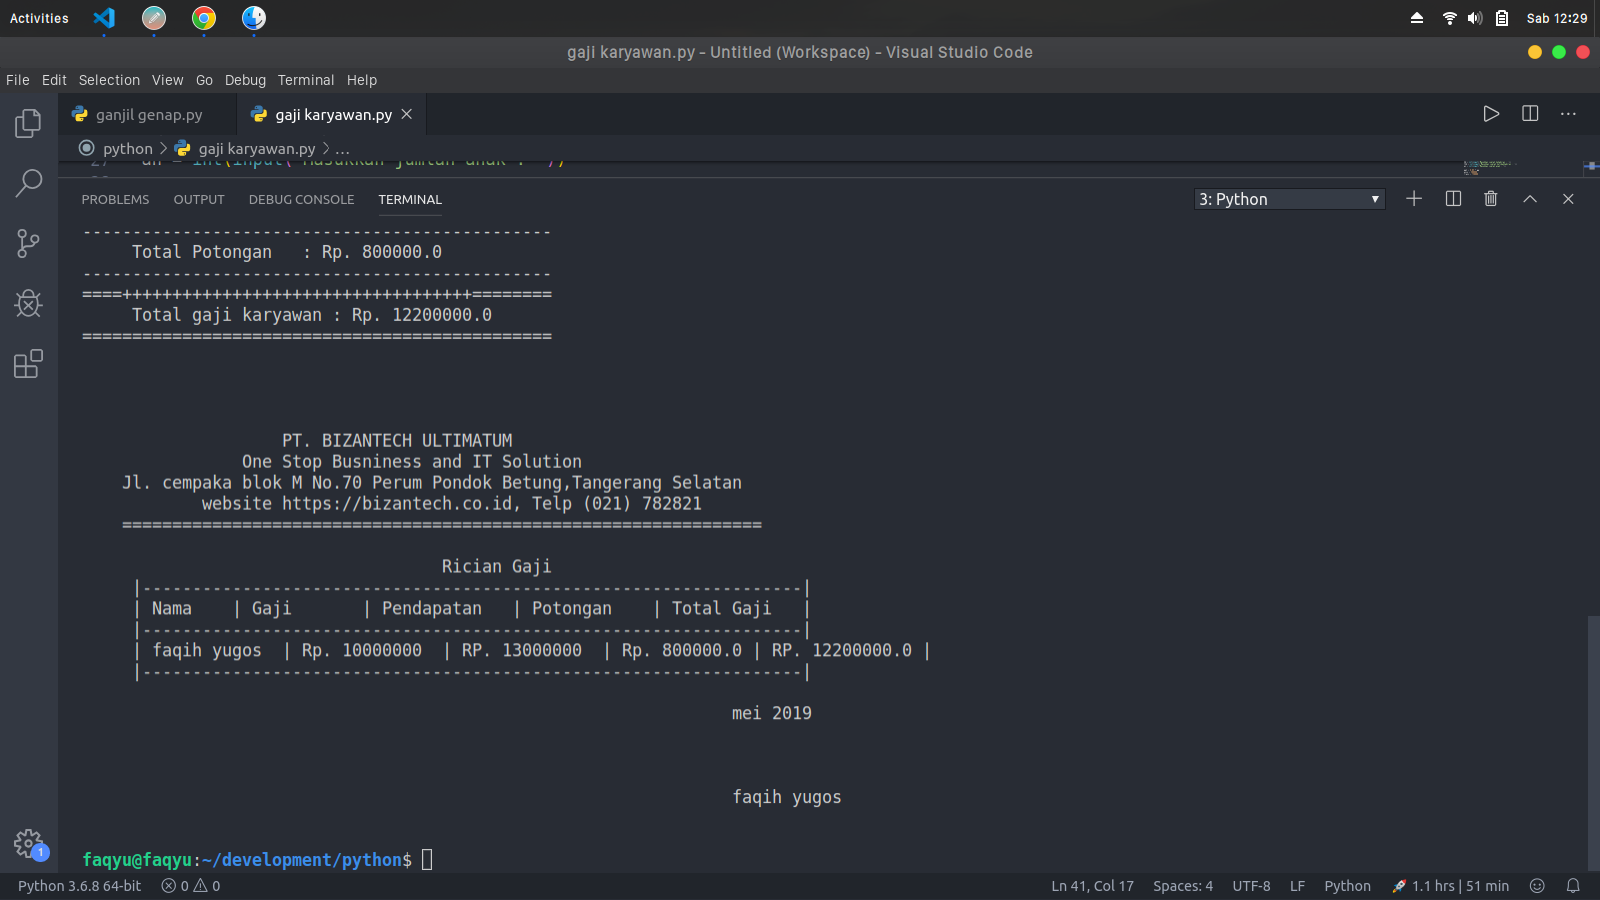 Activities
Sab 12:29
gaji karyawan.py - Untitled (Workspace) - Visual Studio Code
File Edit Selection View Go Debug Terminal Help
ganjil genap.py gaji karyawan.py
python > gaji karyawan.py > ...
PROBLEMS OUTPUT DEBUG CONSOLE TERMINAL 3: Python
-----------------------------------------------
Total Potongan : Rp. 800000.0
-----------------------------------------------
====+++++++++++++++++++++++++++++++++++========
Total gaji karyawan : Rp. 12200000.0
===============================================
PT. BIZANTECH ULTIMATUM
One Stop Busniness and IT Solution
Jl. cempaka blok M No.70 Perum Pondok Betung,Tangerang Selatan
website https://bizantech.co.id, Telp (021) 782821
================================================================
Rician Gaji
|------------------------------------------------------------------|
| Nama | Gaji | Pendapatan | Potongan | Total Gaji |
|------------------------------------------------------------------|
| faqih yugos | Rp. 10000000 | RP. 13000000 | Rp. 800000.0 | RP. 12200000.0 |
|------------------------------------------------------------------|
mei 2019
faqih yugos
faqyu@faqyu:~/development/python$
1
Python 3.6.8 64-bit 0 0 Ln 41, Col 17 Spaces: 4 UTF-8 LF Python 1.1 hrs | 51 min